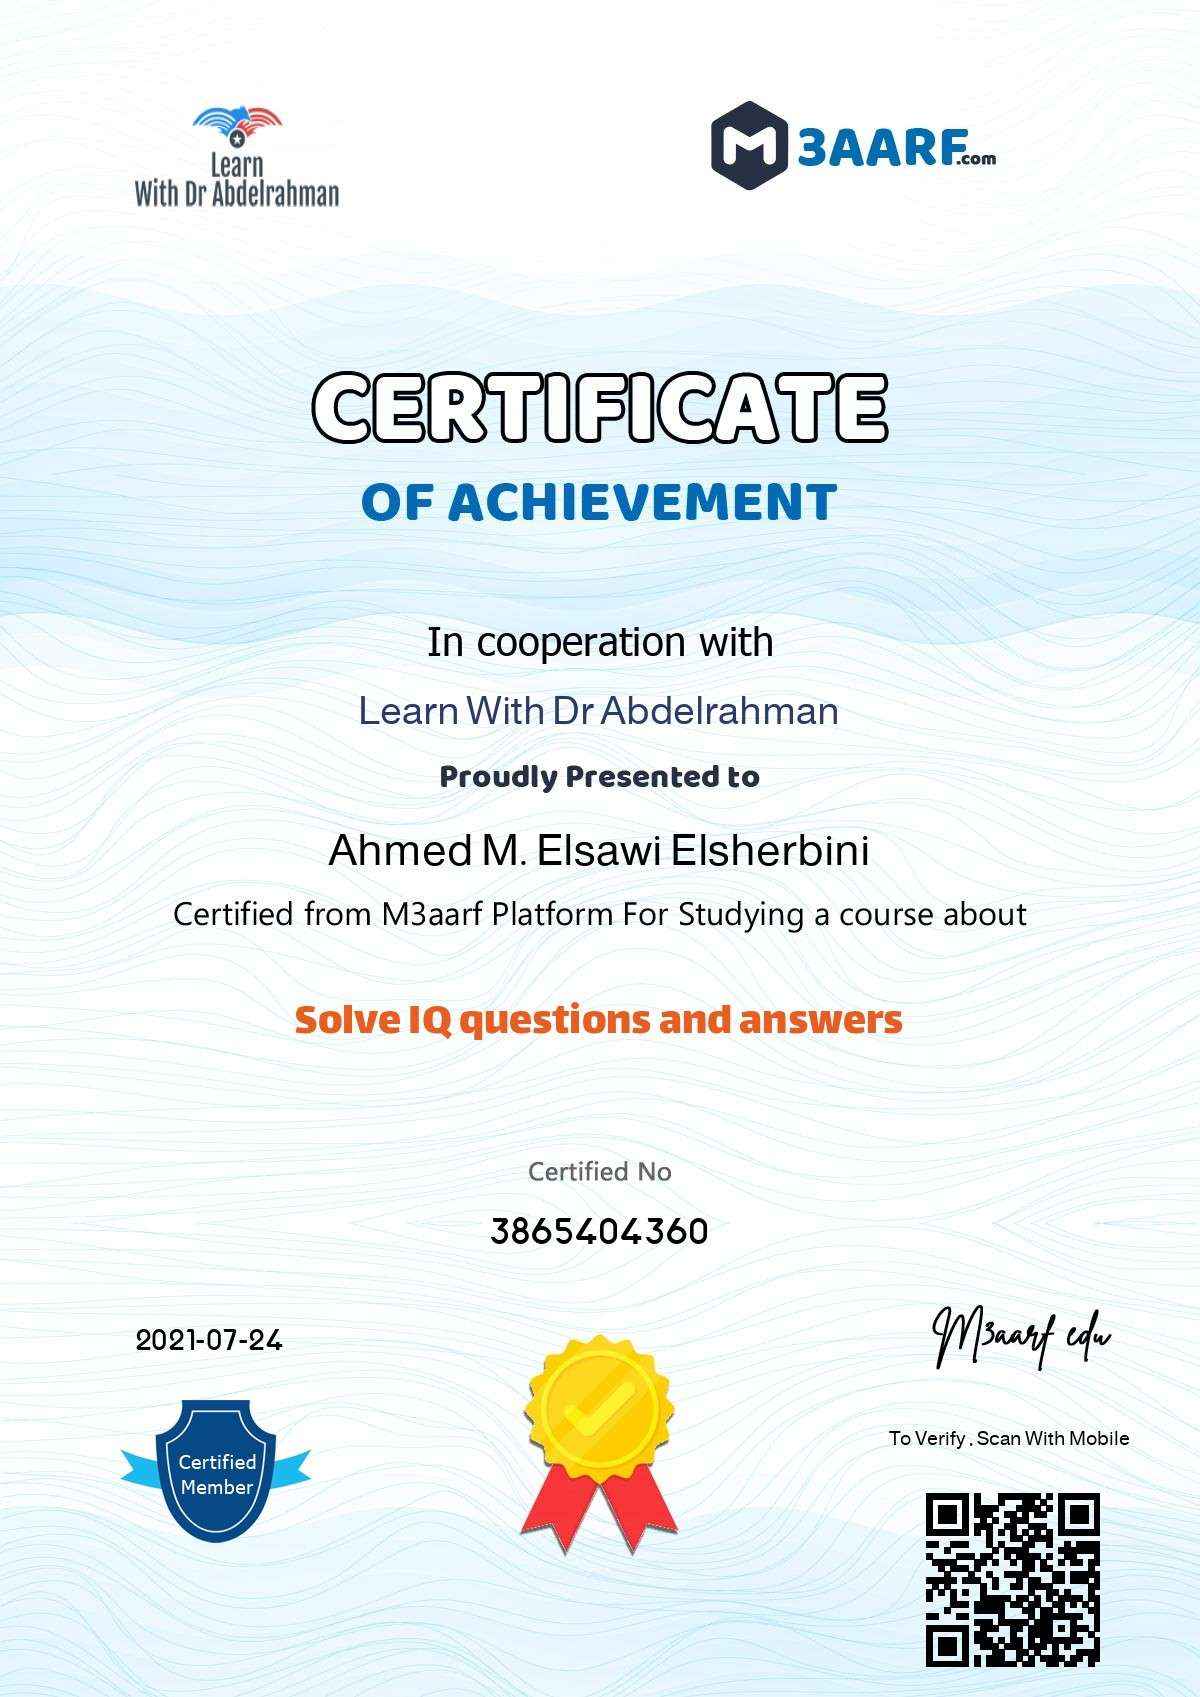 Learn
With Dr Abdelrahman
M 3AARF.com
CERTIFICATE
OF ACHIEVEMENT
In cooperation with
Learn With Dr Abdelrahman
Proudly Presented to
Ahmed M. Elsawi Elsherbini
Certified from M3aarf Platform For Studying a course about
Solve IQ questions and answers
Certified No
3865404360
2021-07-24
M3aarf edu
Certified
Member
To Verify . Scan With Mobile